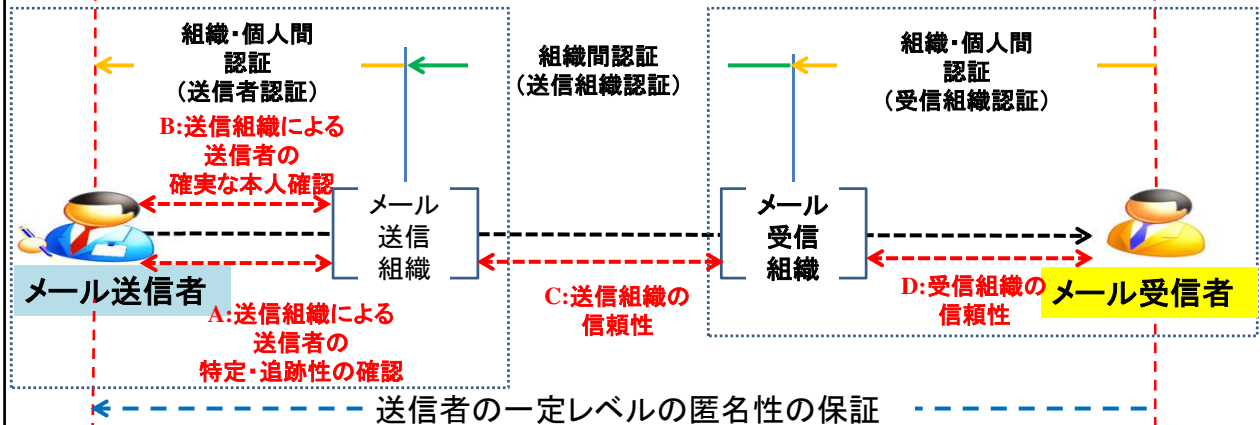 組織・個人間
認証
(送信者認証)
組織間認証
(送信組織認証)
組織・個人間
認証
(受信組織認証)
B:送信組織による
送信者の
確実な本人確認
メール
送信
組織
メール
受信
組織
メール送信者
A:送信組織による
送信者の
特定・追跡性の確認
C:送信組織の
信頼性
D:受信組織の
信頼性
メール受信者
送信者の一定レベルの匿名性の保証